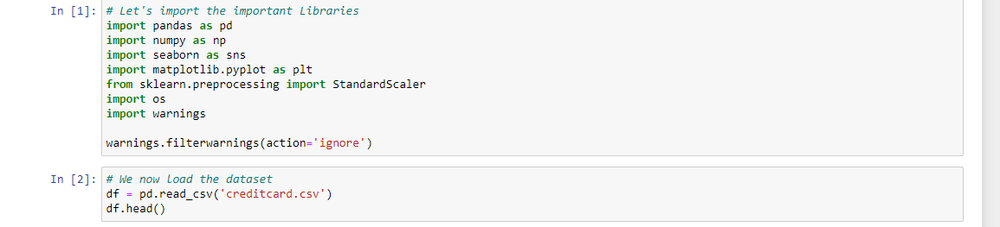 In [1]: # Let's import the important Libraries
import pandas as pd
import numpy as np
import seaborn as sns
import matplotlib.pyplot as plt
from sklearn.preprocessing import StandardScaler
import os
import warnings
warnings.filterwarnings(action='ignore')
In [2]: # We now Load the dataset
df = pd.read_csv('creditcard.csv')
df.head()